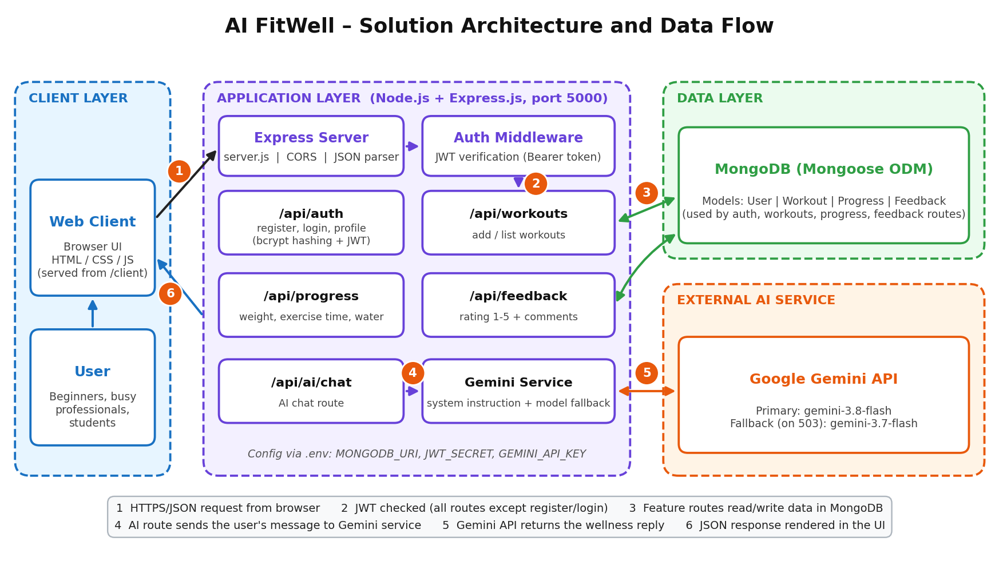 AI FitWell – Solution Architecture and Data Flow
CLIENT LAYER
Web Client
Browser UI
HTML / CSS / JS
(served from /client)
User
Beginners, busy
professionals,
students
1
6
APPLICATION LAYER (Node.js + Express.js, port 5000)
Express Server
server.js | CORS | JSON parser
Auth Middleware
JWT verification (Bearer token)
2
/api/auth
register, login, profile
(bcrypt hashing + JWT)
/api/workouts
add / list workouts
/api/progress
weight, exercise time, water
/api/feedback
rating 1-5 + comments
/api/ai/chat
AI chat route
4
Gemini Service
system instruction + model fallback
Config via .env: MONGODB_URI, JWT_SECRET, GEMINI_API_KEY
3
5
DATA LAYER
MongoDB (Mongoose ODM)
Models: User | Workout | Progress | Feedback
(used by auth, workouts, progress, feedback routes)
EXTERNAL AI SERVICE
Google Gemini API
Primary: gemini-3.8-flash
Fallback (on 503): gemini-3.7-flash
1 HTTPS/JSON request from browser 2 JWT checked (all routes except register/login) 3 Feature routes read/write data in MongoDB
4 AI route sends the user's message to Gemini service 5 Gemini API returns the wellness reply 6 JSON response rendered in the UI